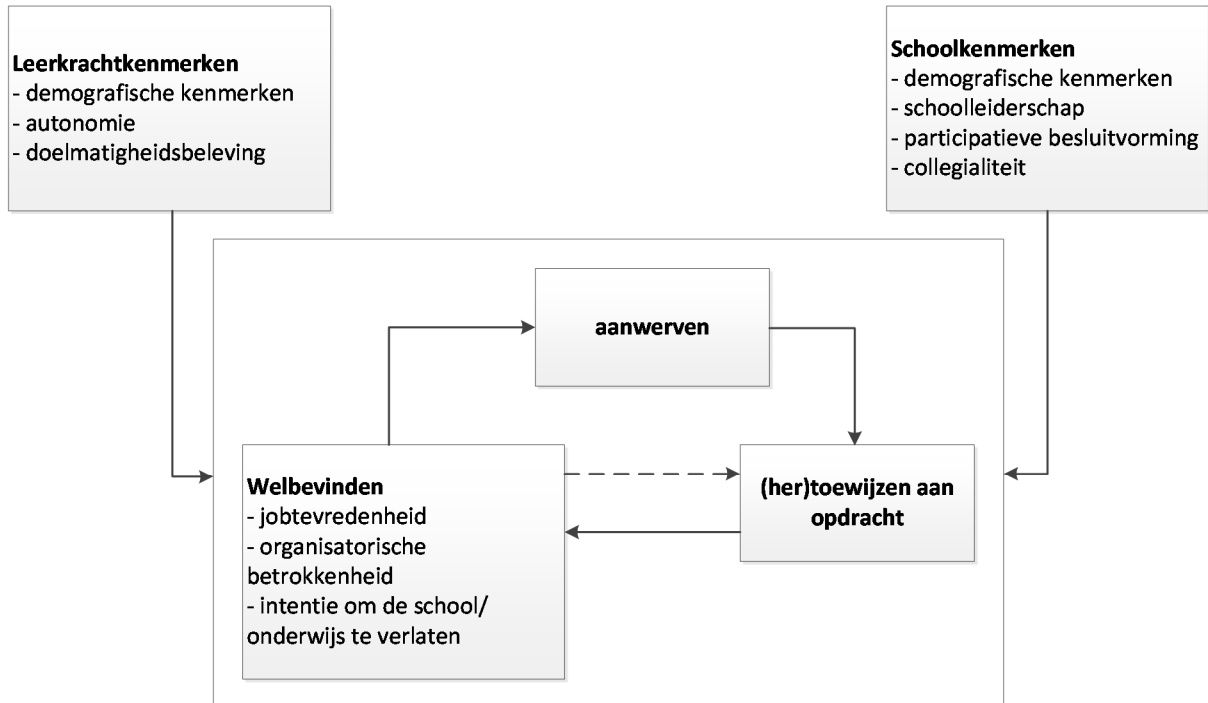 Leerkrachtkenmerken
- demografische kenmerken
- autonomie
- doelmatigheidsbeleving
Schoolkenmerken
- demografische kenmerken
- schoolleiderschap
- participatieve besluitvorming
- collegialiteit
aanwerven
Welbevinden
- jobtevredenheid
- organisatorische
betrokkenheid
- intentie om de school/
onderwijs te verlaten
(her)toewijzen aan
opdracht